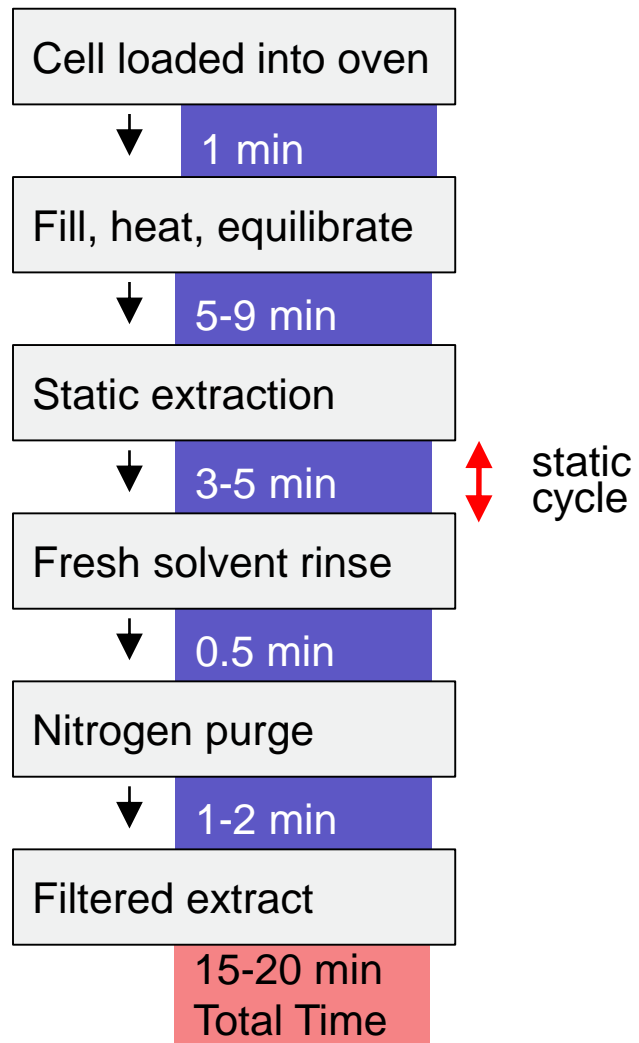 Cell loaded into oven
1 min
Fill, heat, equilibrate
5-9 min
Static extraction
3-5 min
static
cycle
Fresh solvent rinse
0.5 min
Nitrogen purge
1-2 min
Filtered extract
15-20 min
Total Time